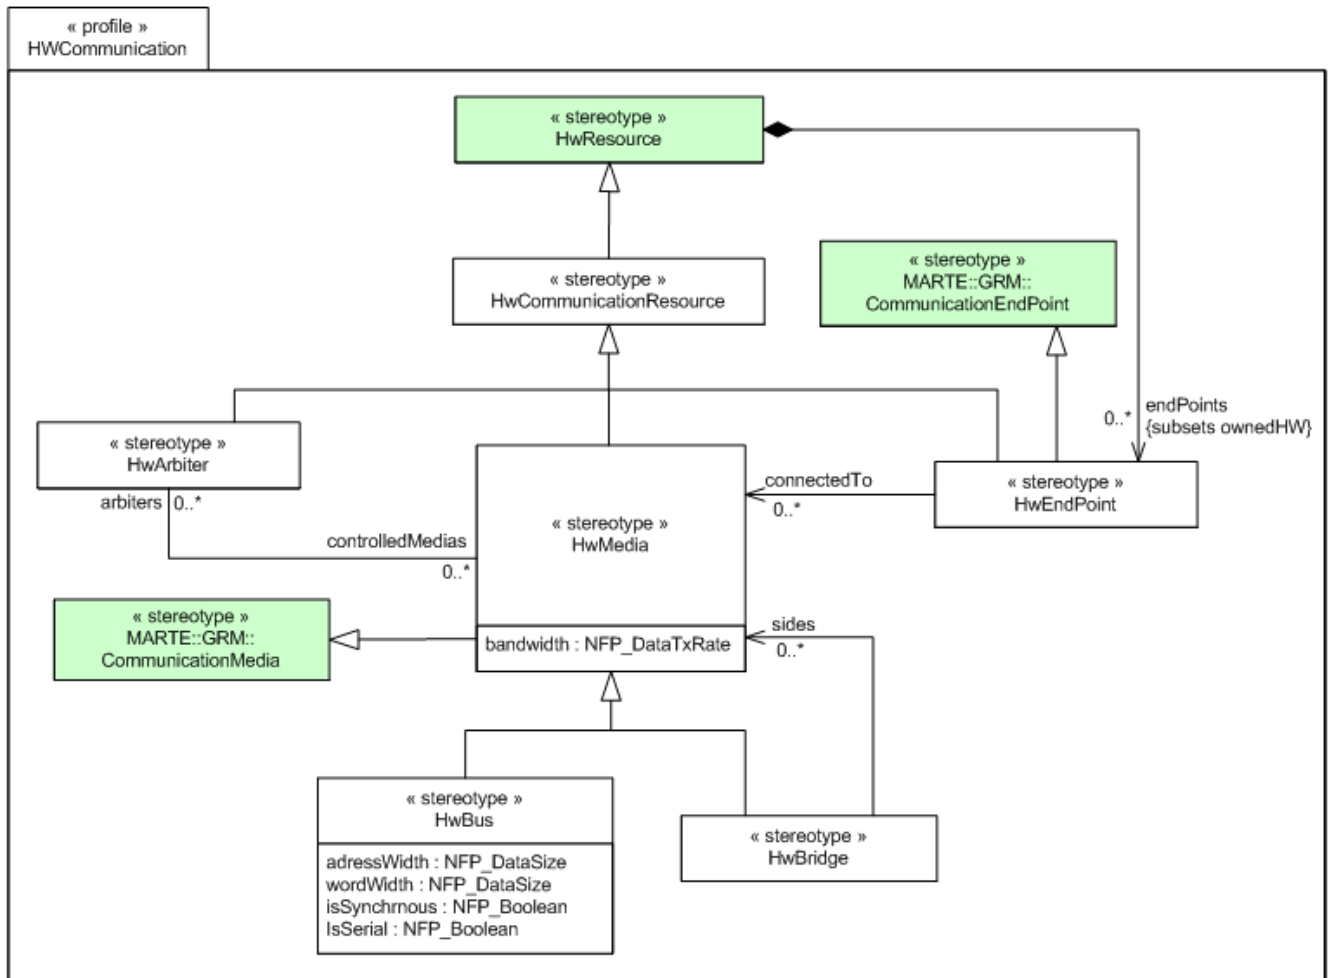 « profile »
HWCommunication
« stereotype »
HwResource
« stereotype »
MARTE::GRM::
CommunicationEndPoint
« stereotype »
HwCommunicationResource
endPoints
0..*
{subsets ownedHW}
« stereotype »
HwArbiter
arbiters
0..*
« stereotype »
HwEndPoint
connectedTo
0..*
« stereotype »
HwMedia
controlledMedias
0..*
« stereotype »
MARTE::GRM::
CommunicationMedia
bandwidth : NFP_DataTxRate
sides
0..*
« stereotype »
HwBus
adressWidth : NFP_DataSize
wordWidth : NFP_DataSize
isSynchrnous : NFP_Boolean
IsSerial : NFP_Boolean
« stereotype »
HwBridge